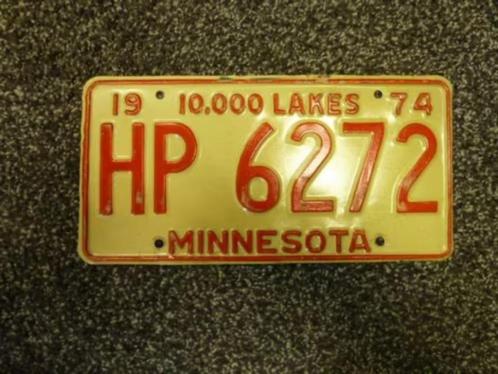 19 10,000 LAKES 74
HP 6272
MINNESOTA